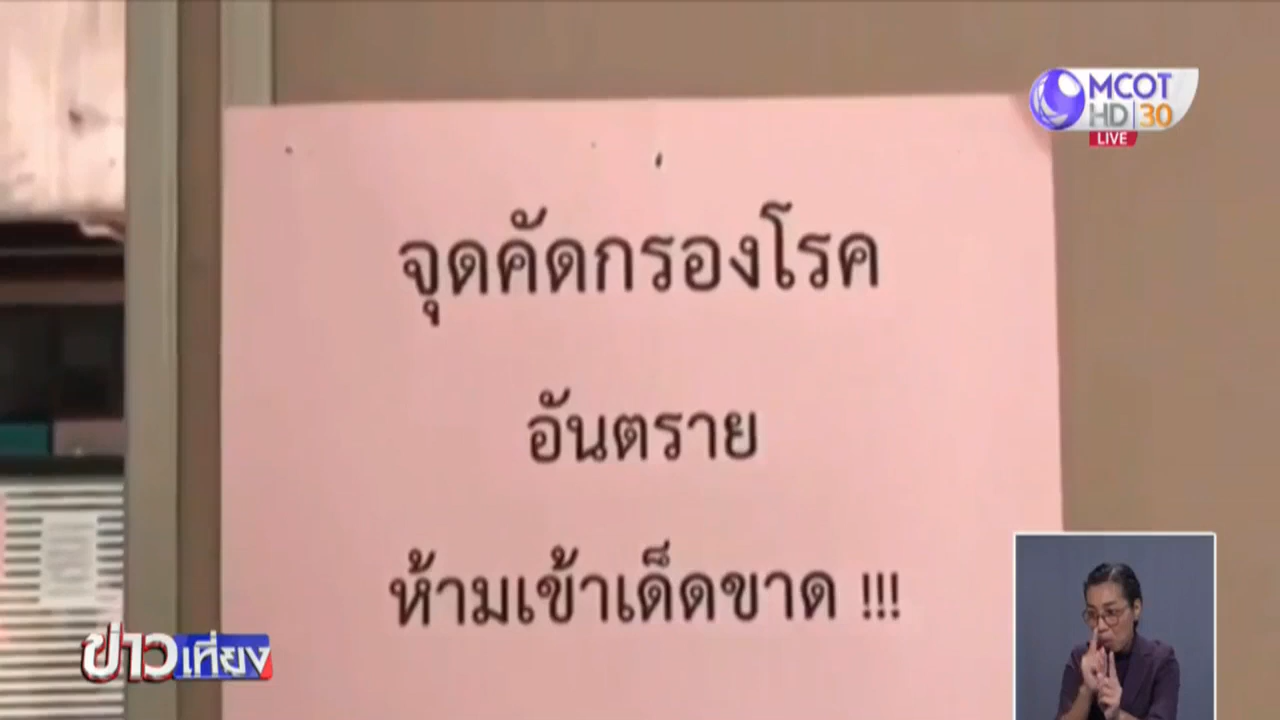 MCOT
HD 30
LIVE
จุดคัดกรองโรค
อันตราย
ห้ามเข้าเด็ดขาด !!!
ข่าวเที่ยง